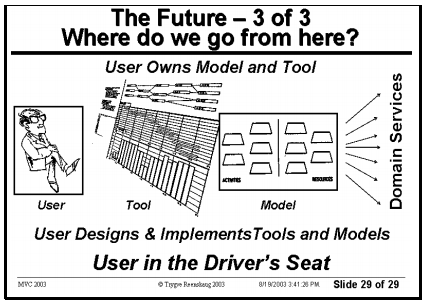 The Future – 3 of 3
Where do we go from here?
User Owns Model and Tool
ACTIVITIES
RESOURCES
Domain Services
User
Tool
Model
User Designs & ImplementsTools and Models
User in the Driver's Seat
MVC 2003
© Trygve Reenskaug 2003
8/19/2003 3:41:26 PM
Slide 29 of 29